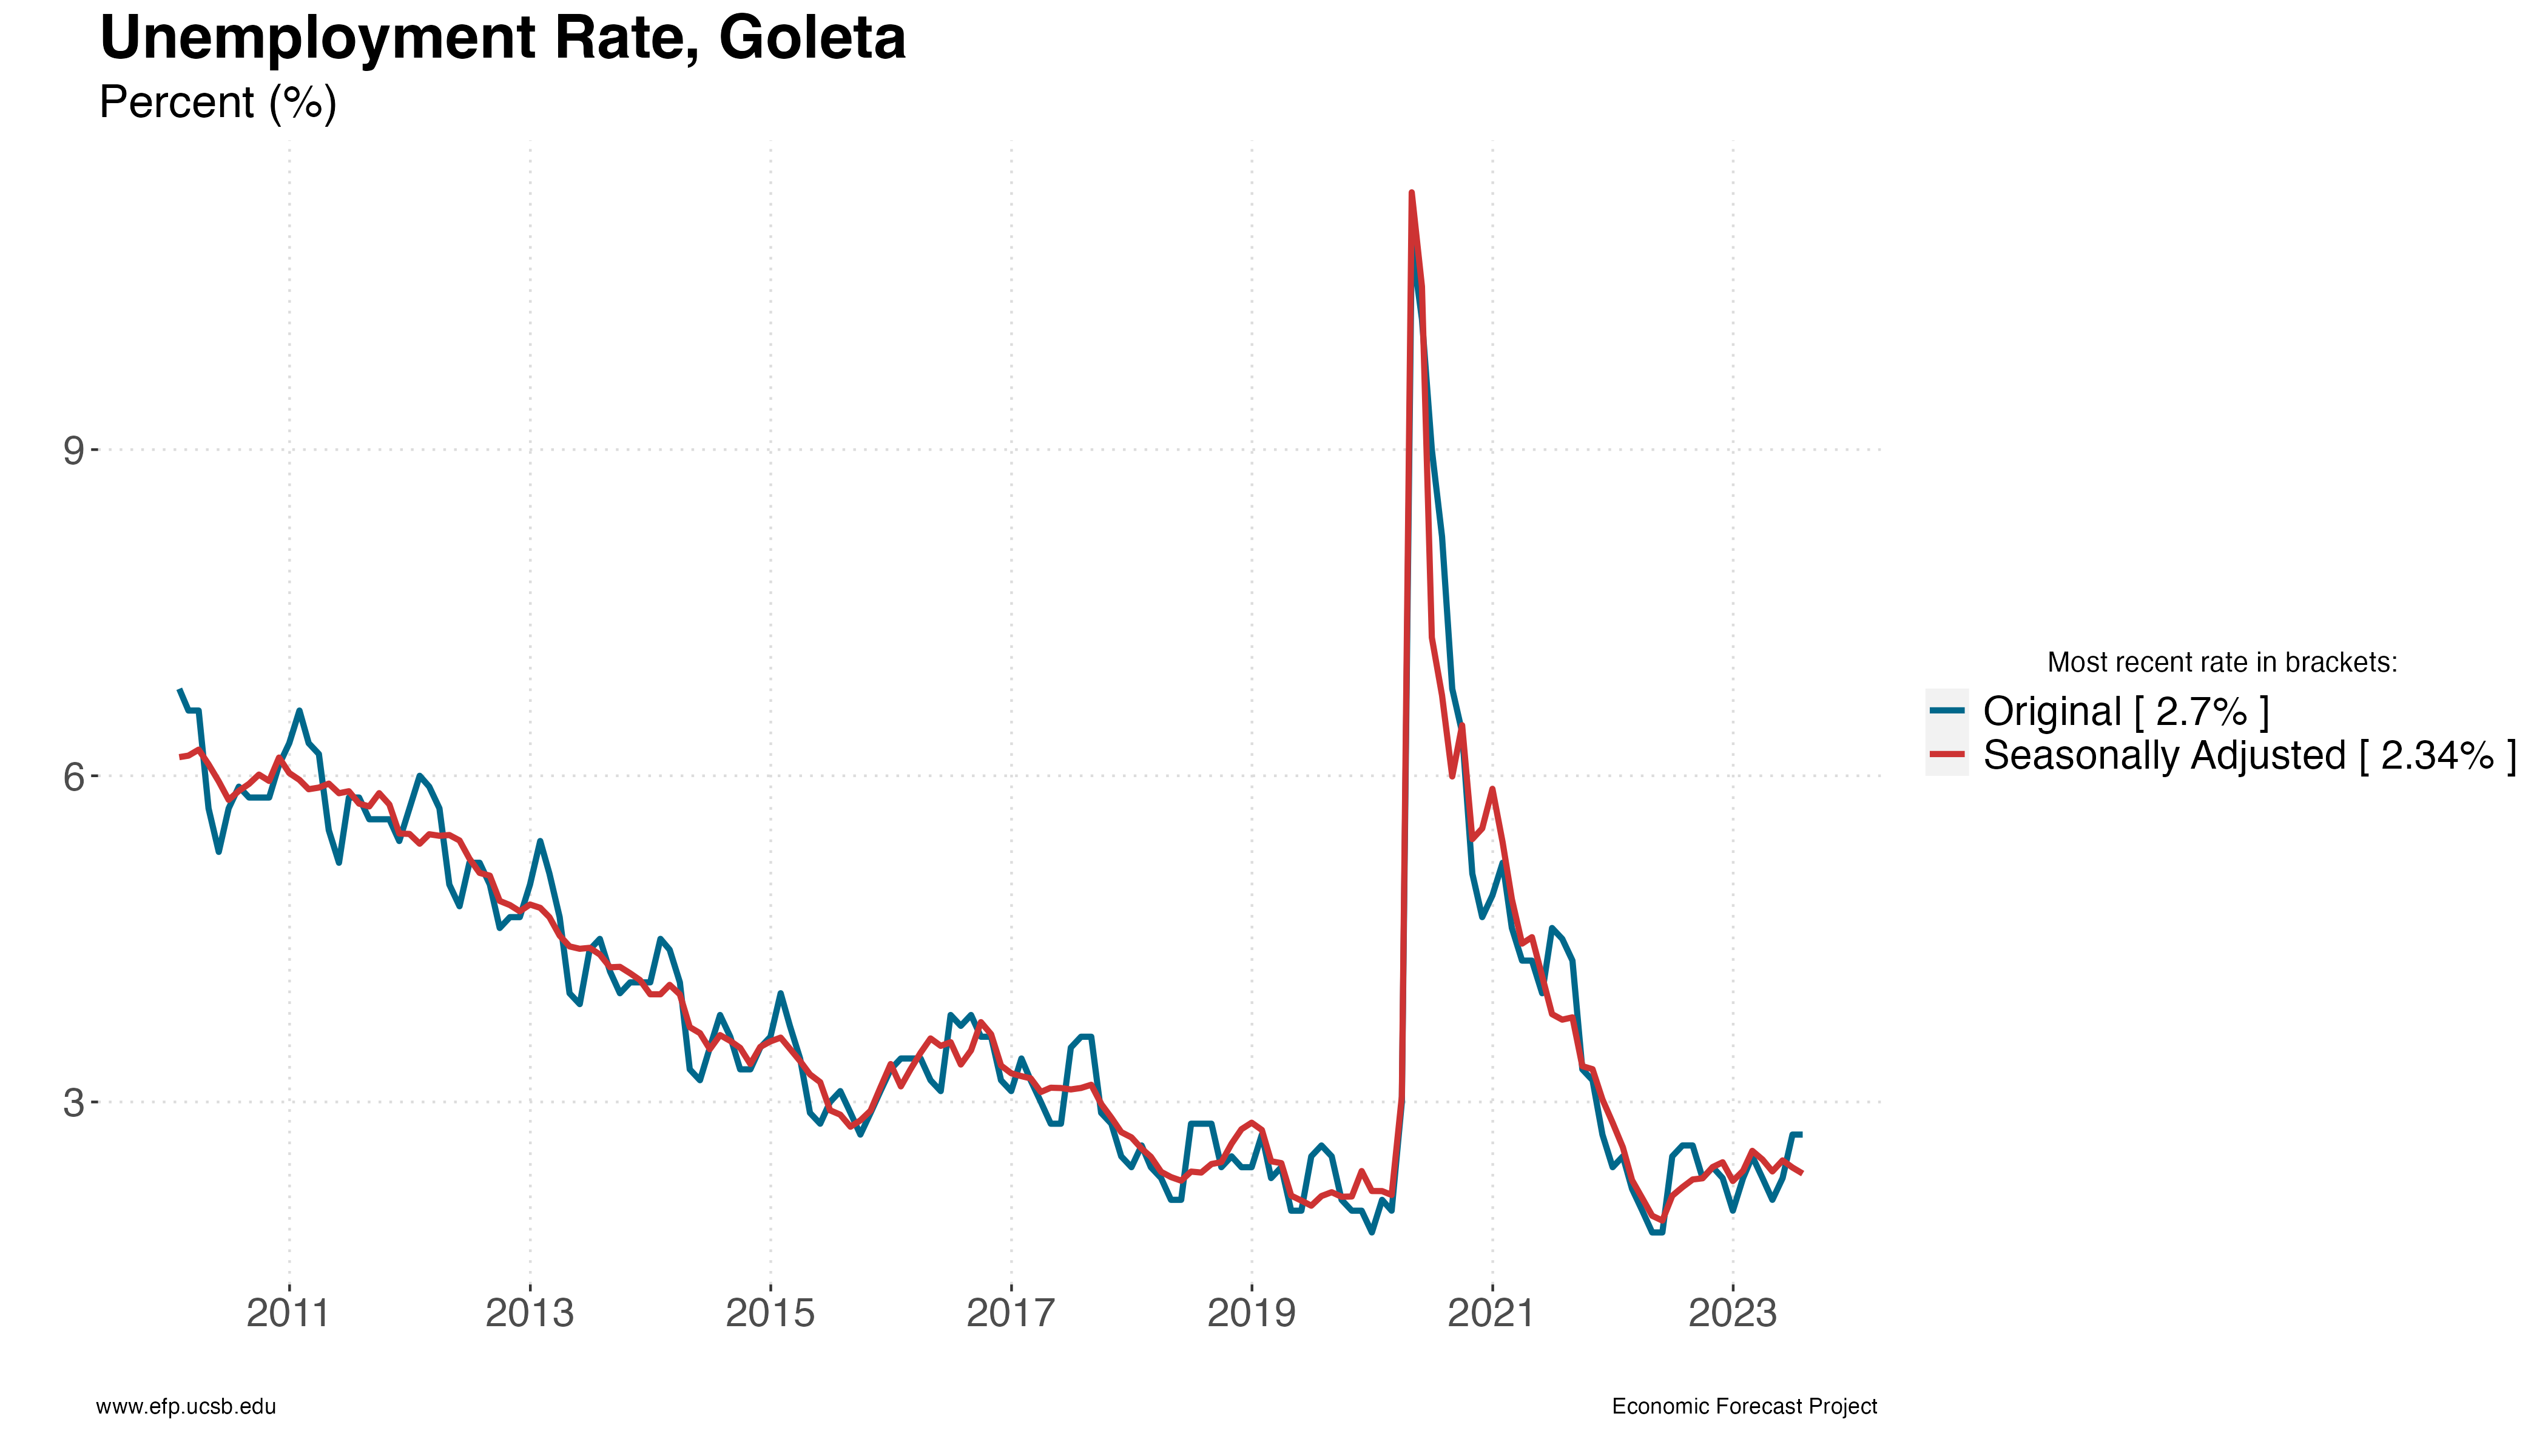 Unemployment Rate, Goleta
Percent (%)
9
6
3
2011 2013 2015 2017 2019 2021 2023
Most recent rate in brackets:
Original [ 2.7% ]
Seasonally Adjusted [ 2.34% ]
www.efp.ucsb.edu
Economic Forecast Project